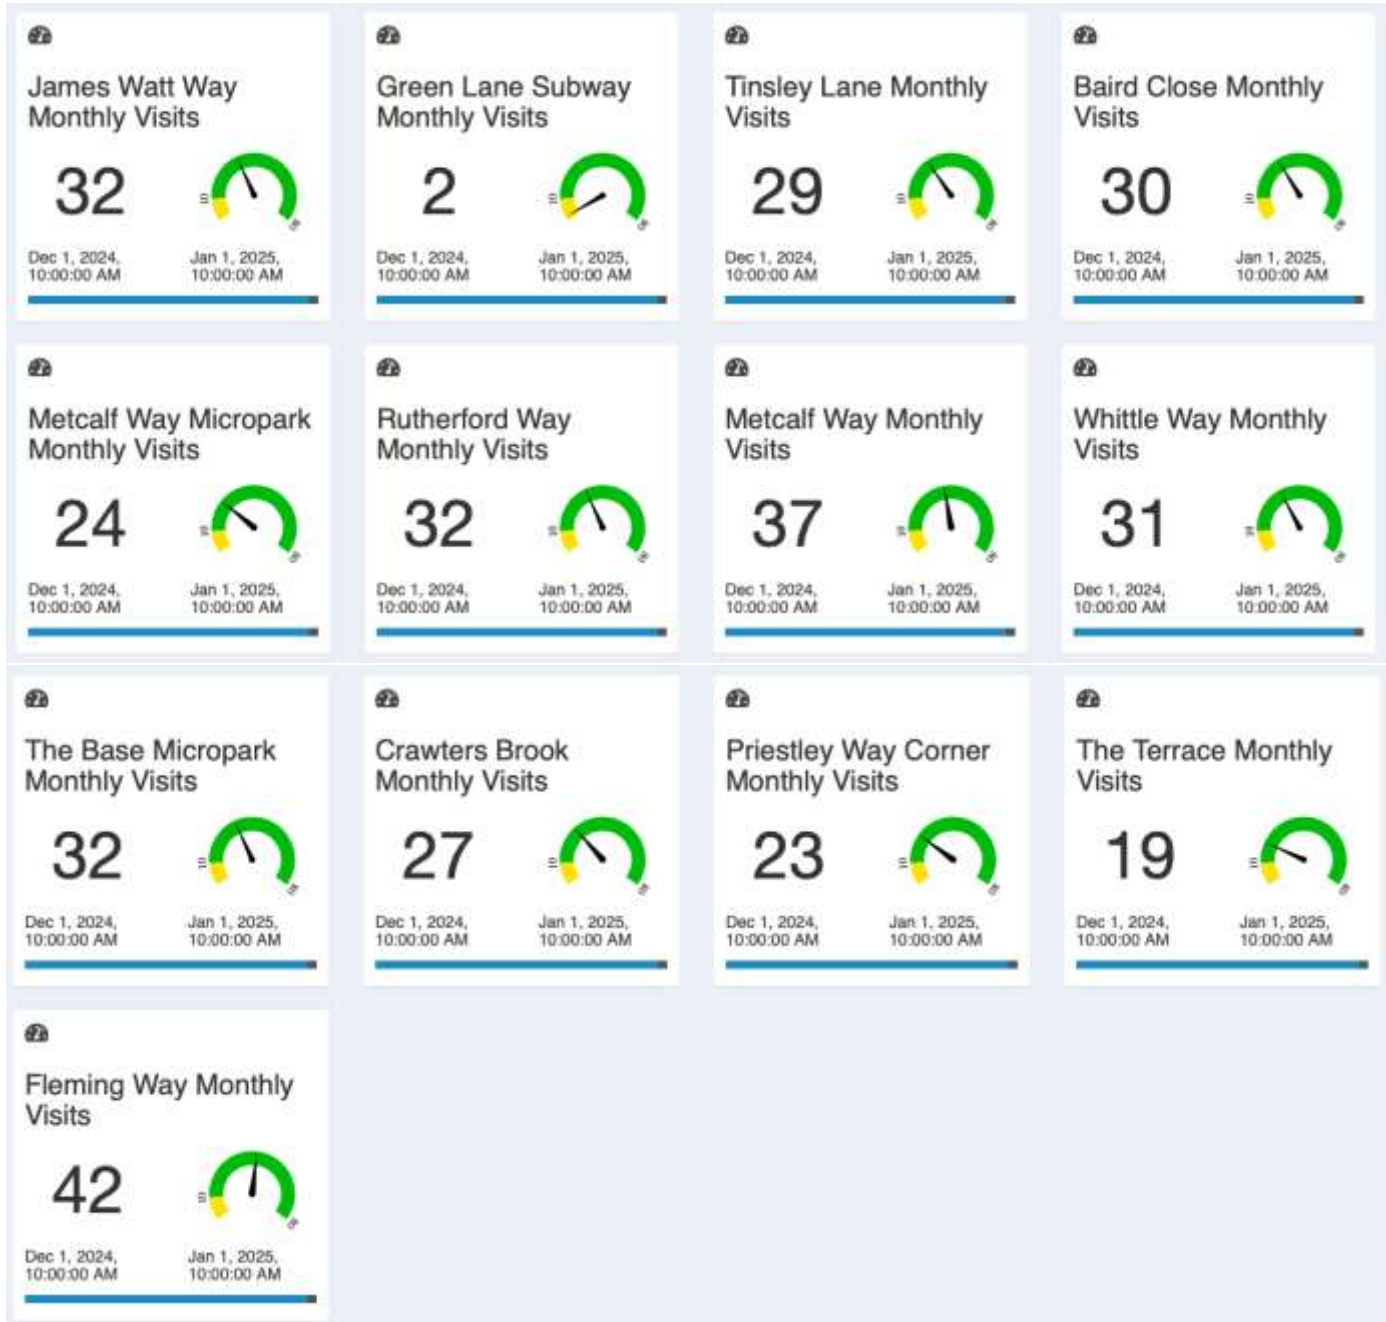 James Watt Way
Monthly Visits
32
10
Dec 1, 2024,
10:00:00 AM
Jan 1, 2025,
10:00:00 AM
Green Lane Subway
Monthly Visits
2
10
Dec 1, 2024,
10:00:00 AM
Jan 1, 2025,
10:00:00 AM
Tinsley Lane Monthly
Visits
29
10
Dec 1, 2024,
10:00:00 AM
Jan 1, 2025,
10:00:00 AM
Baird Close Monthly
Visits
30
10
Dec 1, 2024,
10:00:00 AM
Jan 1, 2025,
10:00:00 AM
Metcalf Way Micropark
Monthly Visits
24
10
Dec 1, 2024,
10:00:00 AM
Jan 1, 2025,
10:00:00 AM
Rutherford Way
Monthly Visits
32
10
Dec 1, 2024,
10:00:00 AM
Jan 1, 2025,
10:00:00 AM
Metcalf Way Monthly
Visits
37
10
Dec 1, 2024,
10:00:00 AM
Jan 1, 2025,
10:00:00 AM
Whittle Way Monthly
Visits
31
10
Dec 1, 2024,
10:00:00 AM
Jan 1, 2025,
10:00:00 AM
The Base Micropark
Monthly Visits
32
10
Dec 1, 2024,
10:00:00 AM
Jan 1, 2025,
10:00:00 AM
Crawters Brook
Monthly Visits
27
10
Dec 1, 2024,
10:00:00 AM
Jan 1, 2025,
10:00:00 AM
Priestley Way Corner
Monthly Visits
23
10
Dec 1, 2024,
10:00:00 AM
Jan 1, 2025,
10:00:00 AM
The Terrace Monthly
Visits
19
10
Dec 1, 2024,
10:00:00 AM
Jan 1, 2025,
10:00:00 AM
Fleming Way Monthly
Visits
42
10
Dec 1, 2024,
10:00:00 AM
Jan 1, 2025,
10:00:00 AM